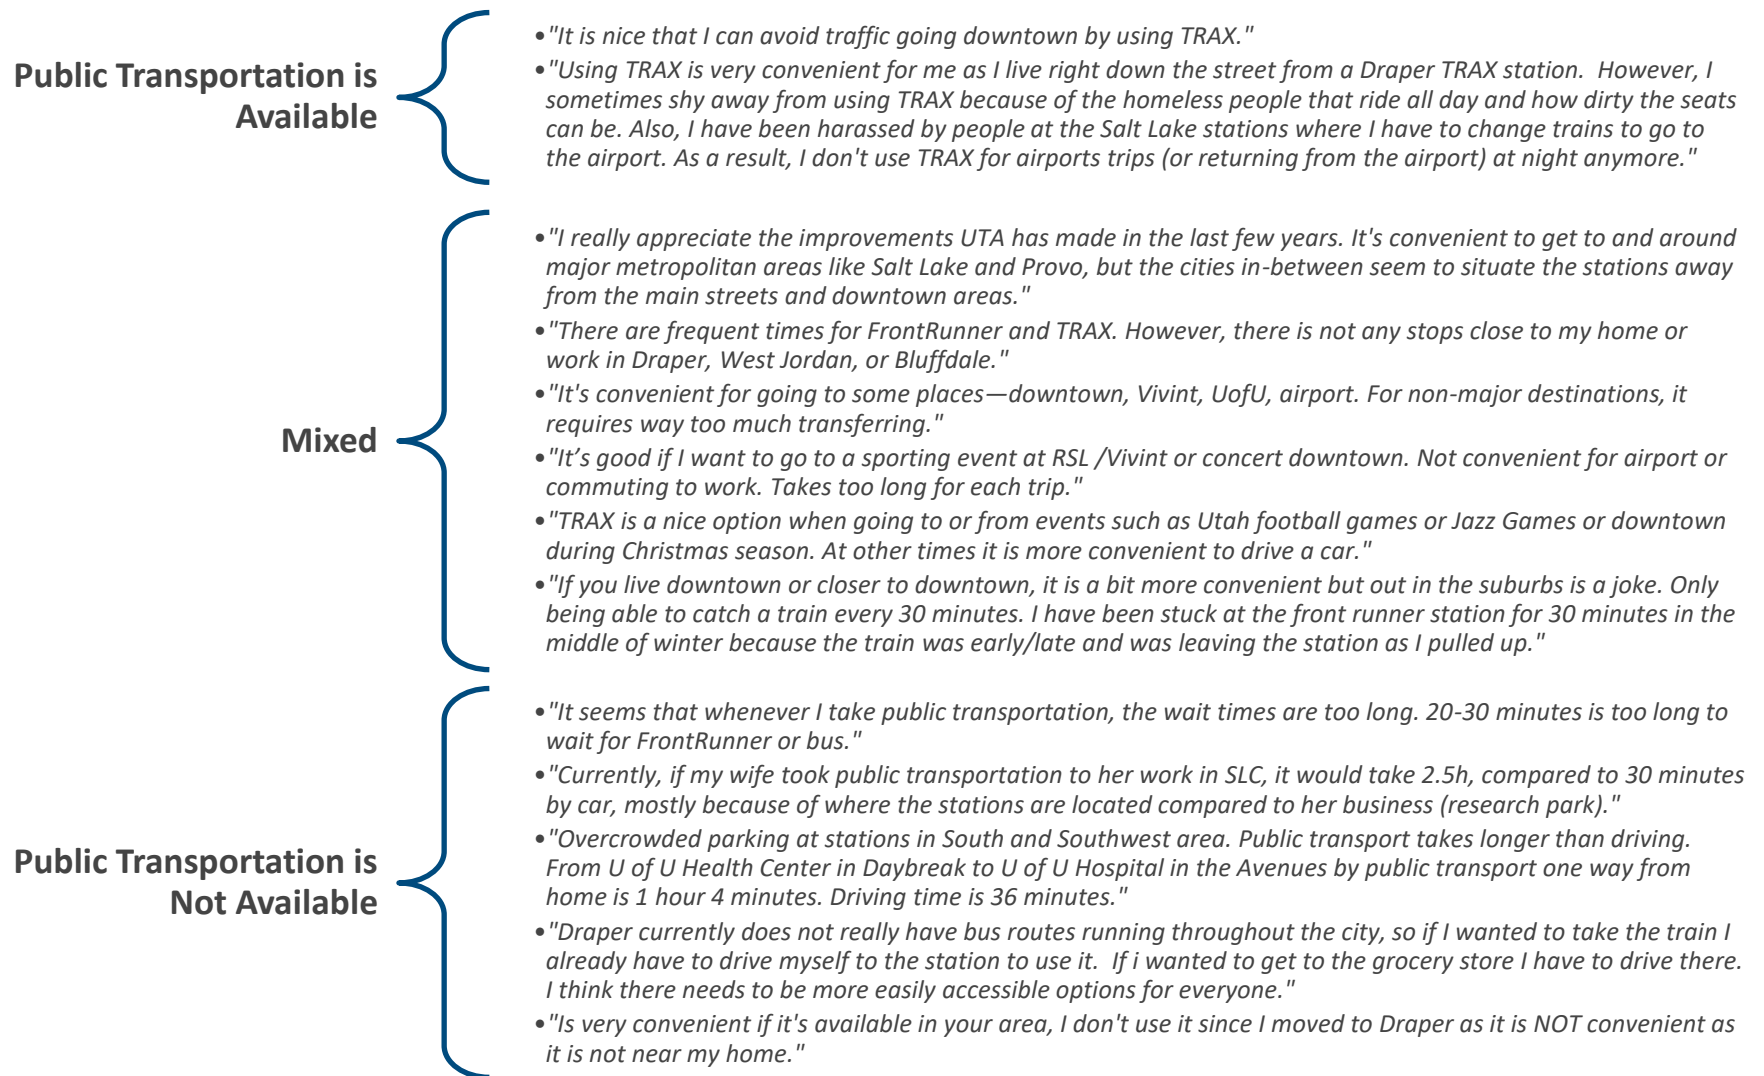 Public Transportation is
Available
•"It is nice that I can avoid traffic going downtown by using TRAX."
•"Using TRAX is very convenient for me as I live right down the street from a Draper TRAX station.  However, I
sometimes shy away from using TRAX because of the homeless people that ride all day and how dirty the seats
can be. Also, I have been harassed by people at the Salt Lake stations where I have to change trains to go to
the airport. As a result, I don't use TRAX for airports trips (or returning from the airport) at night anymore."
Mixed
•"I really appreciate the improvements UTA has made in the last few years. It's convenient to get to and around
major metropolitan areas like Salt Lake and Provo, but the cities in-between seem to situate the stations away
from the main streets and downtown areas."
•"There are frequent times for FrontRunner and TRAX. However, there is not any stops close to my home or
work in Draper, West Jordan, or Bluffdale."
•"It's convenient for going to some places—downtown, Vivint, UofU, airport. For non-major destinations, it
requires way too much transferring."
•"It’s good if I want to go to a sporting event at RSL /Vivint or concert downtown. Not convenient for airport or
commuting to work. Takes too long for each trip."
•"TRAX is a nice option when going to or from events such as Utah football games or Jazz Games or downtown
during Christmas season. At other times it is more convenient to drive a car."
•"If you live downtown or closer to downtown, it is a bit more convenient but out in the suburbs is a joke. Only
being able to catch a train every 30 minutes. I have been stuck at the front runner station for 30 minutes in the
middle of winter because the train was early/late and was leaving the station as I pulled up."
Public Transportation is
Not Available
•"It seems that whenever I take public transportation, the wait times are too long. 20-30 minutes is too long to
wait for FrontRunner or bus."
•"Currently, if my wife took public transportation to her work in SLC, it would take 2.5h, compared to 30 minutes
by car, mostly because of where the stations are located compared to her business (research park)."
•"Overcrowded parking at stations in South and Southwest area. Public transport takes longer than driving.
From U of U Health Center in Daybreak to U of U Hospital in the Avenues by public transport one way from
home is 1 hour 4 minutes. Driving time is 36 minutes."
•"Draper currently does not really have bus routes running throughout the city, so if I wanted to take the train I
already have to drive myself to the station to use it.  If i wanted to get to the grocery store I have to drive there.
I think there needs to be more easily accessible options for everyone."
•"Is very convenient if it's available in your area, I don't use it since I moved to Draper as it is NOT convenient as
it is not near my home."